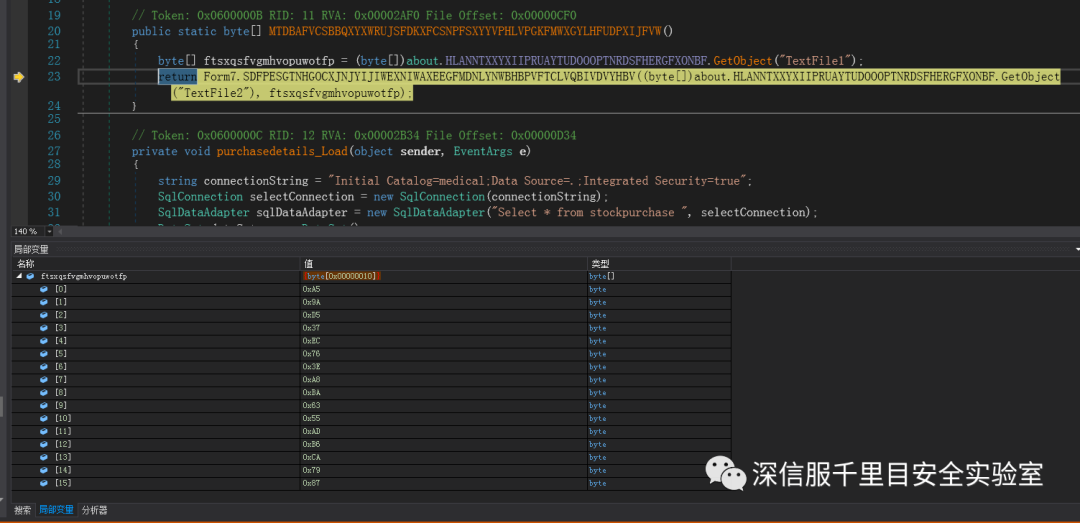 19 // Token: 0x0600000B RID: 11 RVA: 0x00002AF0 File Offset: 0x00000CF0
20 public static byte[] MTDBAFVCSBBQXYXWRUJSFDKXFCSNPFSXYYVPHLVPGKFMWXGYLHFUDPXIJFVW()
21 {
22 byte[] ftsxqsfvgmhvopuwotfp = (byte[])about.HLANNTXXYXIIPRUAYTUDOOOPTNRDSFHERGFXONBF.GetObject("TextFile1");
23 return Form7.SDFPPESGTNHGOCXJNJYIJIWEXNIWAXEEGFMDNLYNWBHBPVFTCLVQBIVDVYHBV((byte[])about.HLANNTXXYXIIPRUAYTUDOOOPTNRDSFHERGFXONBF.GetObject
("TextFile2"), ftsxqsfvgmhvopuwotfp);
24 }
25
26 // Token: 0x0600000C RID: 12 RVA: 0x00002B34 File Offset: 0x00000D34
27 private void purchasedetails_Load(object sender, EventArgs e)
28 {
29 string connectionString = "Initial Catalog=medical;Data Source=.;Integrated Security=true";
30 SqlConnection selectConnection = new SqlConnection(connectionString);
31 SqlDataAdapter sqlDataAdapter = new SqlDataAdapter("Select * from stockpurchase ", selectConnection);
140 %
局部变量
名称 值 类型
ftsxqsfvgmhvopuwotfp byte[0x00000010] byte[]
[0] 0xA5 byte
[1] 0x9A byte
[2] 0xD5 byte
[3] 0x37 byte
[4] 0xEC byte
[5] 0x76 byte
[6] 0x3E byte
[7] 0xA8 byte
[8] 0xBA byte
[9] 0x63 byte
[10] 0x55 byte
[11] 0xAD byte
[12] 0xB6 byte
[13] 0xCA byte
[14] 0x79 byte
[15] 0x87 byte
深信服千里目安全实验室
搜索 局部变量 分析器